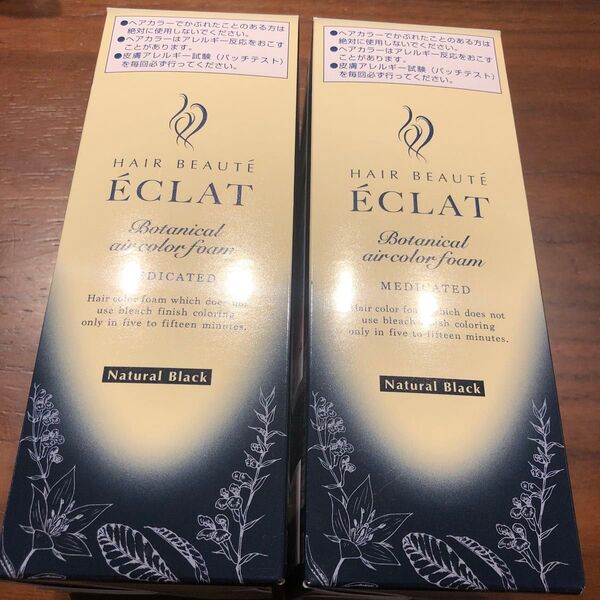 ●ヘアカラーでかぶれたことのある方は
絶対に使用しないでください。
●ヘアカラーはアレルギー反応をおこす
ことがあります。
●皮膚アレルギー試験(パッチテスト)
を毎回必ず行ってください。
HAIR BEAUTÉ
ÉCLAT
Botanical
air color foam
MEDICATED
Hair color foam which does not
use bleach finish coloring
only in five to fifteen minutes.
Natural Black
●ヘアカラーでかぶれたことのある方は
絶対に使用しないでください。
●ヘアカラーはアレルギー反応をおこす
ことがあります。
●皮膚アレルギー試験(パッチテスト)
を毎回必ず行ってください。
HAIR BEAUTÉ
ÉCLAT
Botanical
air color foam
MEDICATED
Hair color foam which does not
use bleach finish coloring
only in five to fifteen minutes.
Natural Black